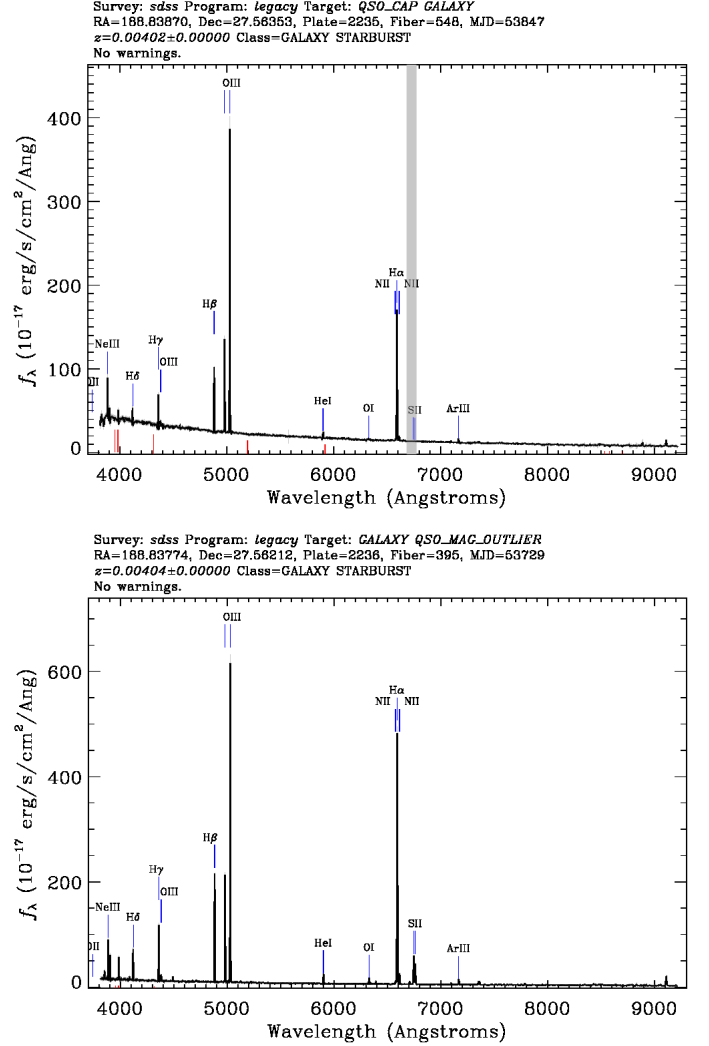 Survey: sdss Program: legacy Target: QSO_CAP GALAXY
RA=188.83870, Dec=27.56353, Plate=2235, Fiber=548, MJD=53847
z=0.00402±0.00000 Class=GALAXY STARBURST
No warnings.
OIII
400
300
Hα
NII NII
200
Hβ
Hγ
NeIII
OIII
100
OII Hδ HeI OI SII ArIII
0
4000 5000 6000 7000 8000 9000
Wavelength (Angstroms)
f_λ (10^-17 erg/s/cm^2/Ang)
Survey: sdss Program: legacy Target: GALAXY QSO_MAG_OUTLIER
RA=188.83774, Dec=27.56212, Plate=2236, Fiber=395, MJD=53729
z=0.00404±0.00000 Class=GALAXY STARBURST
No warnings.
OIII
600
Hα
NII NII
400
Hβ
Hγ
OIII
200
NeIII Hδ SII
OII HeI OI ArIII
0
4000 5000 6000 7000 8000 9000
Wavelength (Angstroms)
f_λ (10^-17 erg/s/cm^2/Ang)